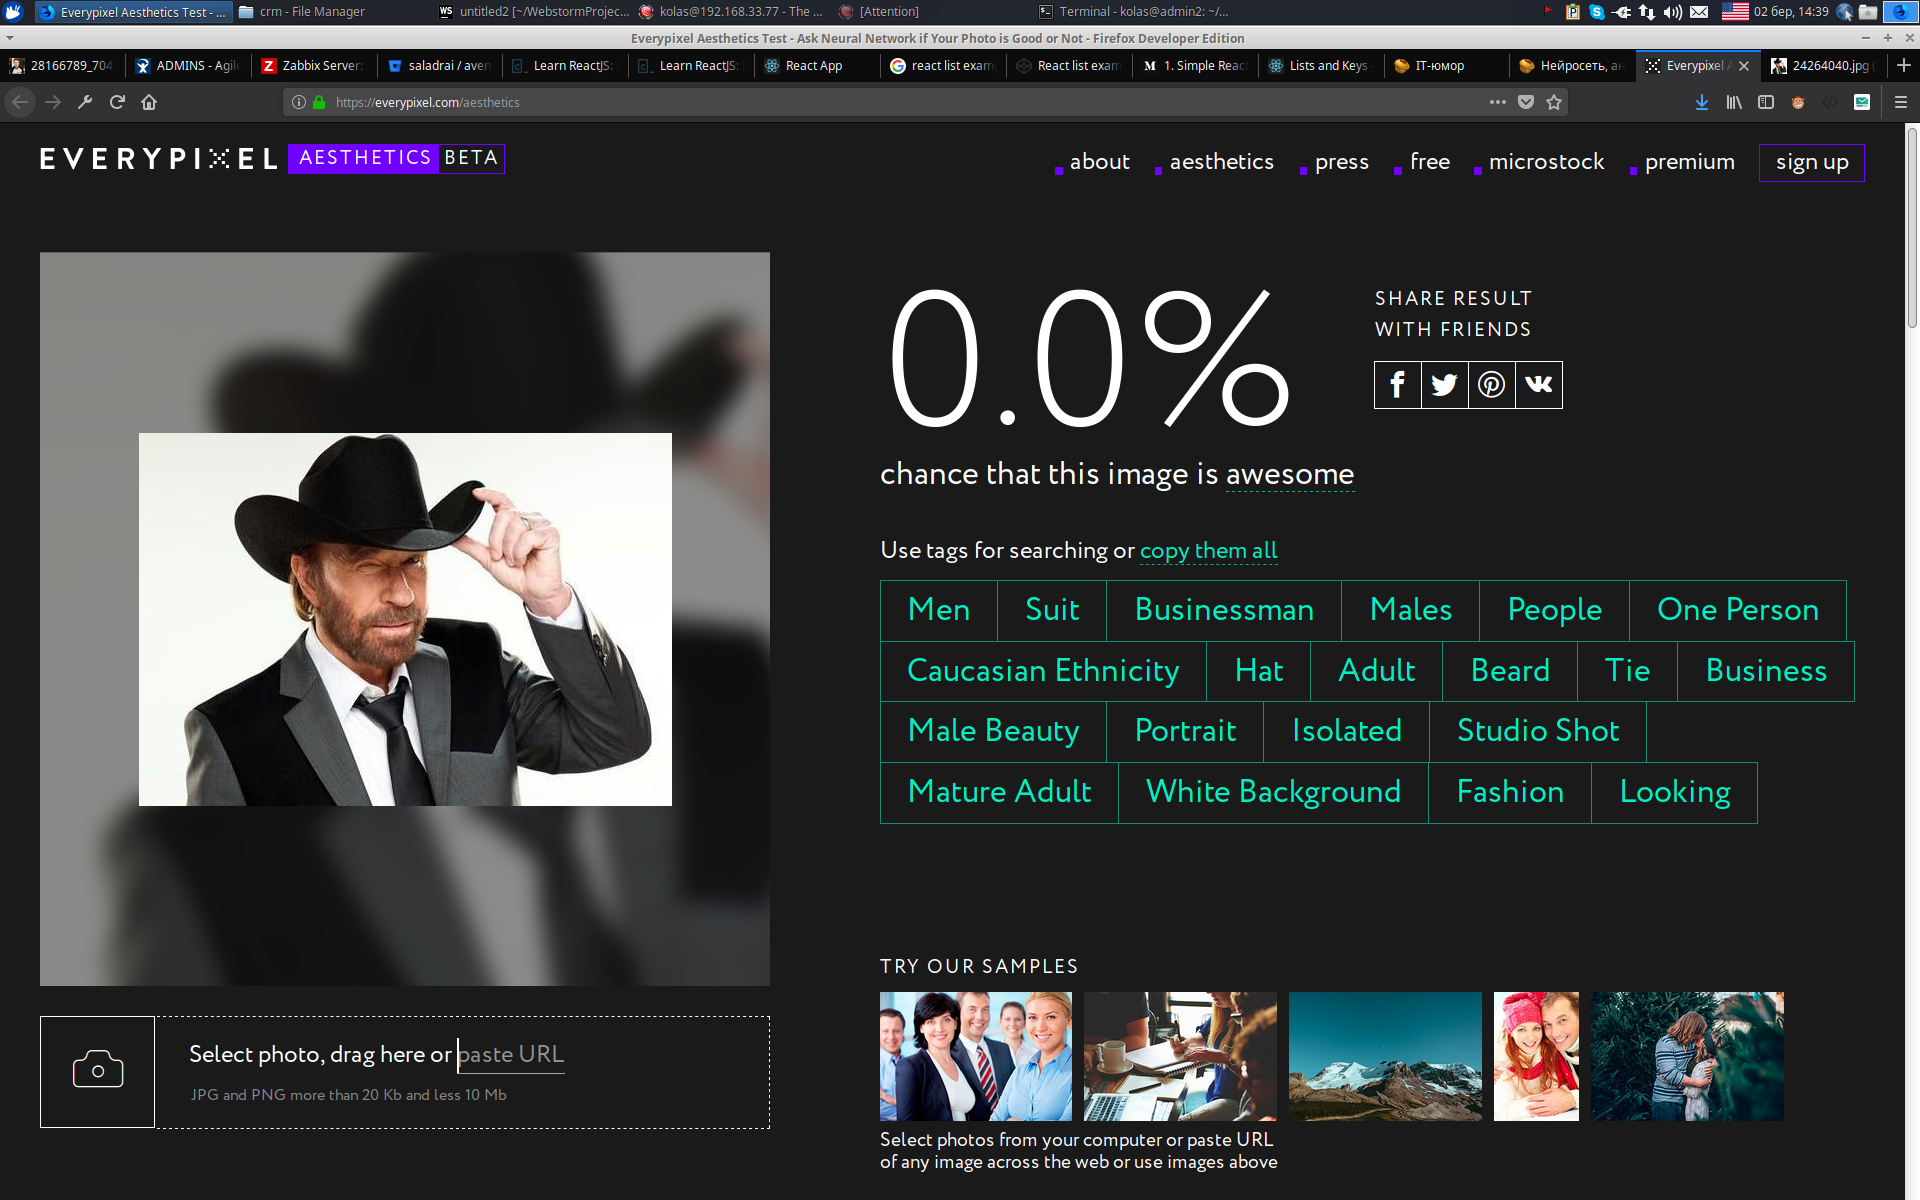 Everypixel Aesthetics Test - ...
crm - File Manager
untitled2 [~/WebstormProjec...
kolas@192.168.33.77 - The ...
[Attention]
Terminal - kolas@admin2: ~/...
02 бер, 14:39
Everypixel Aesthetics Test - Ask Neural Network if Your Photo is Good or Not - Firefox Developer Edition
28166789_704
ADMINS - Agile
Zabbix Server:
saladrai / aven
Learn ReactJS:
Learn ReactJS:
React App
react list exam
React list exam
1. Simple Reac
Lists and Keys
IT-юмор
Нейросеть, ан
Everypixel A
24264040.jpg (
https://everypixel.com/aesthetics
EVERYPIXEL AESTHETICS BETA
about
aesthetics
press
free
microstock
premium
sign up
0.0%
SHARE RESULT
WITH FRIENDS
chance that this image is awesome
Use tags for searching or copy them all
Men Suit Businessman Males People One Person
Caucasian Ethnicity Hat Adult Beard Tie Business
Male Beauty Portrait Isolated Studio Shot
Mature Adult White Background Fashion Looking
Select photo, drag here or paste URL
JPG and PNG more than 20 Kb and less 10 Mb
TRY OUR SAMPLES
Select photos from your computer or paste URL
of any image across the web or use images above